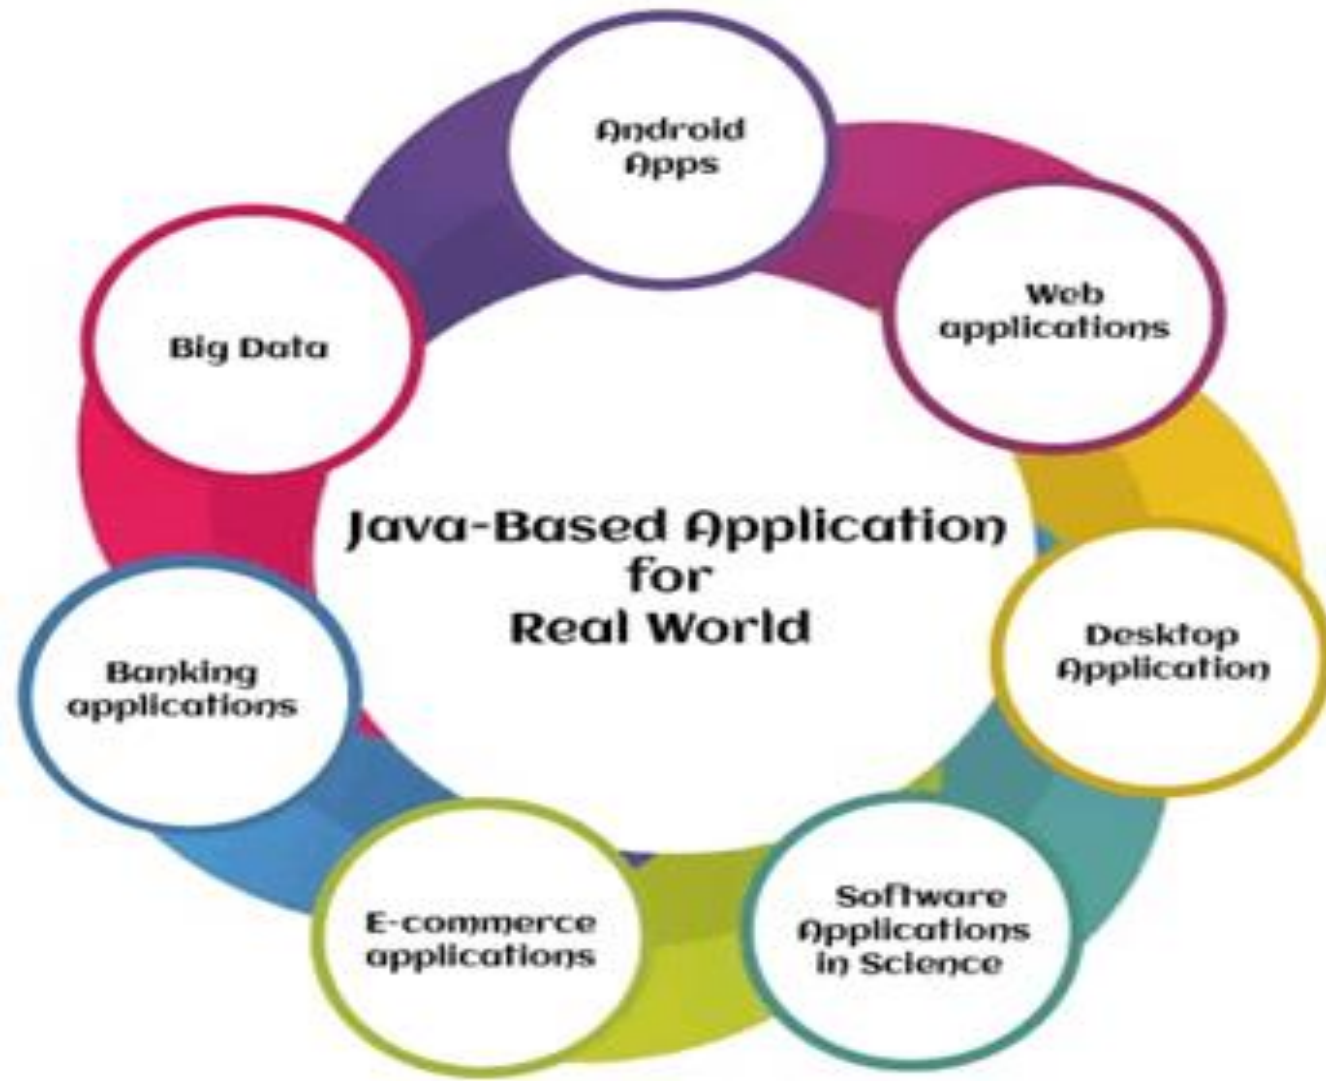 Android
Apps
Web
applications
Big Data
Java-Based Application
for
Real World
Desktop
Application
Banking
applications
Software
Applications
in Science
E-commerce
applications